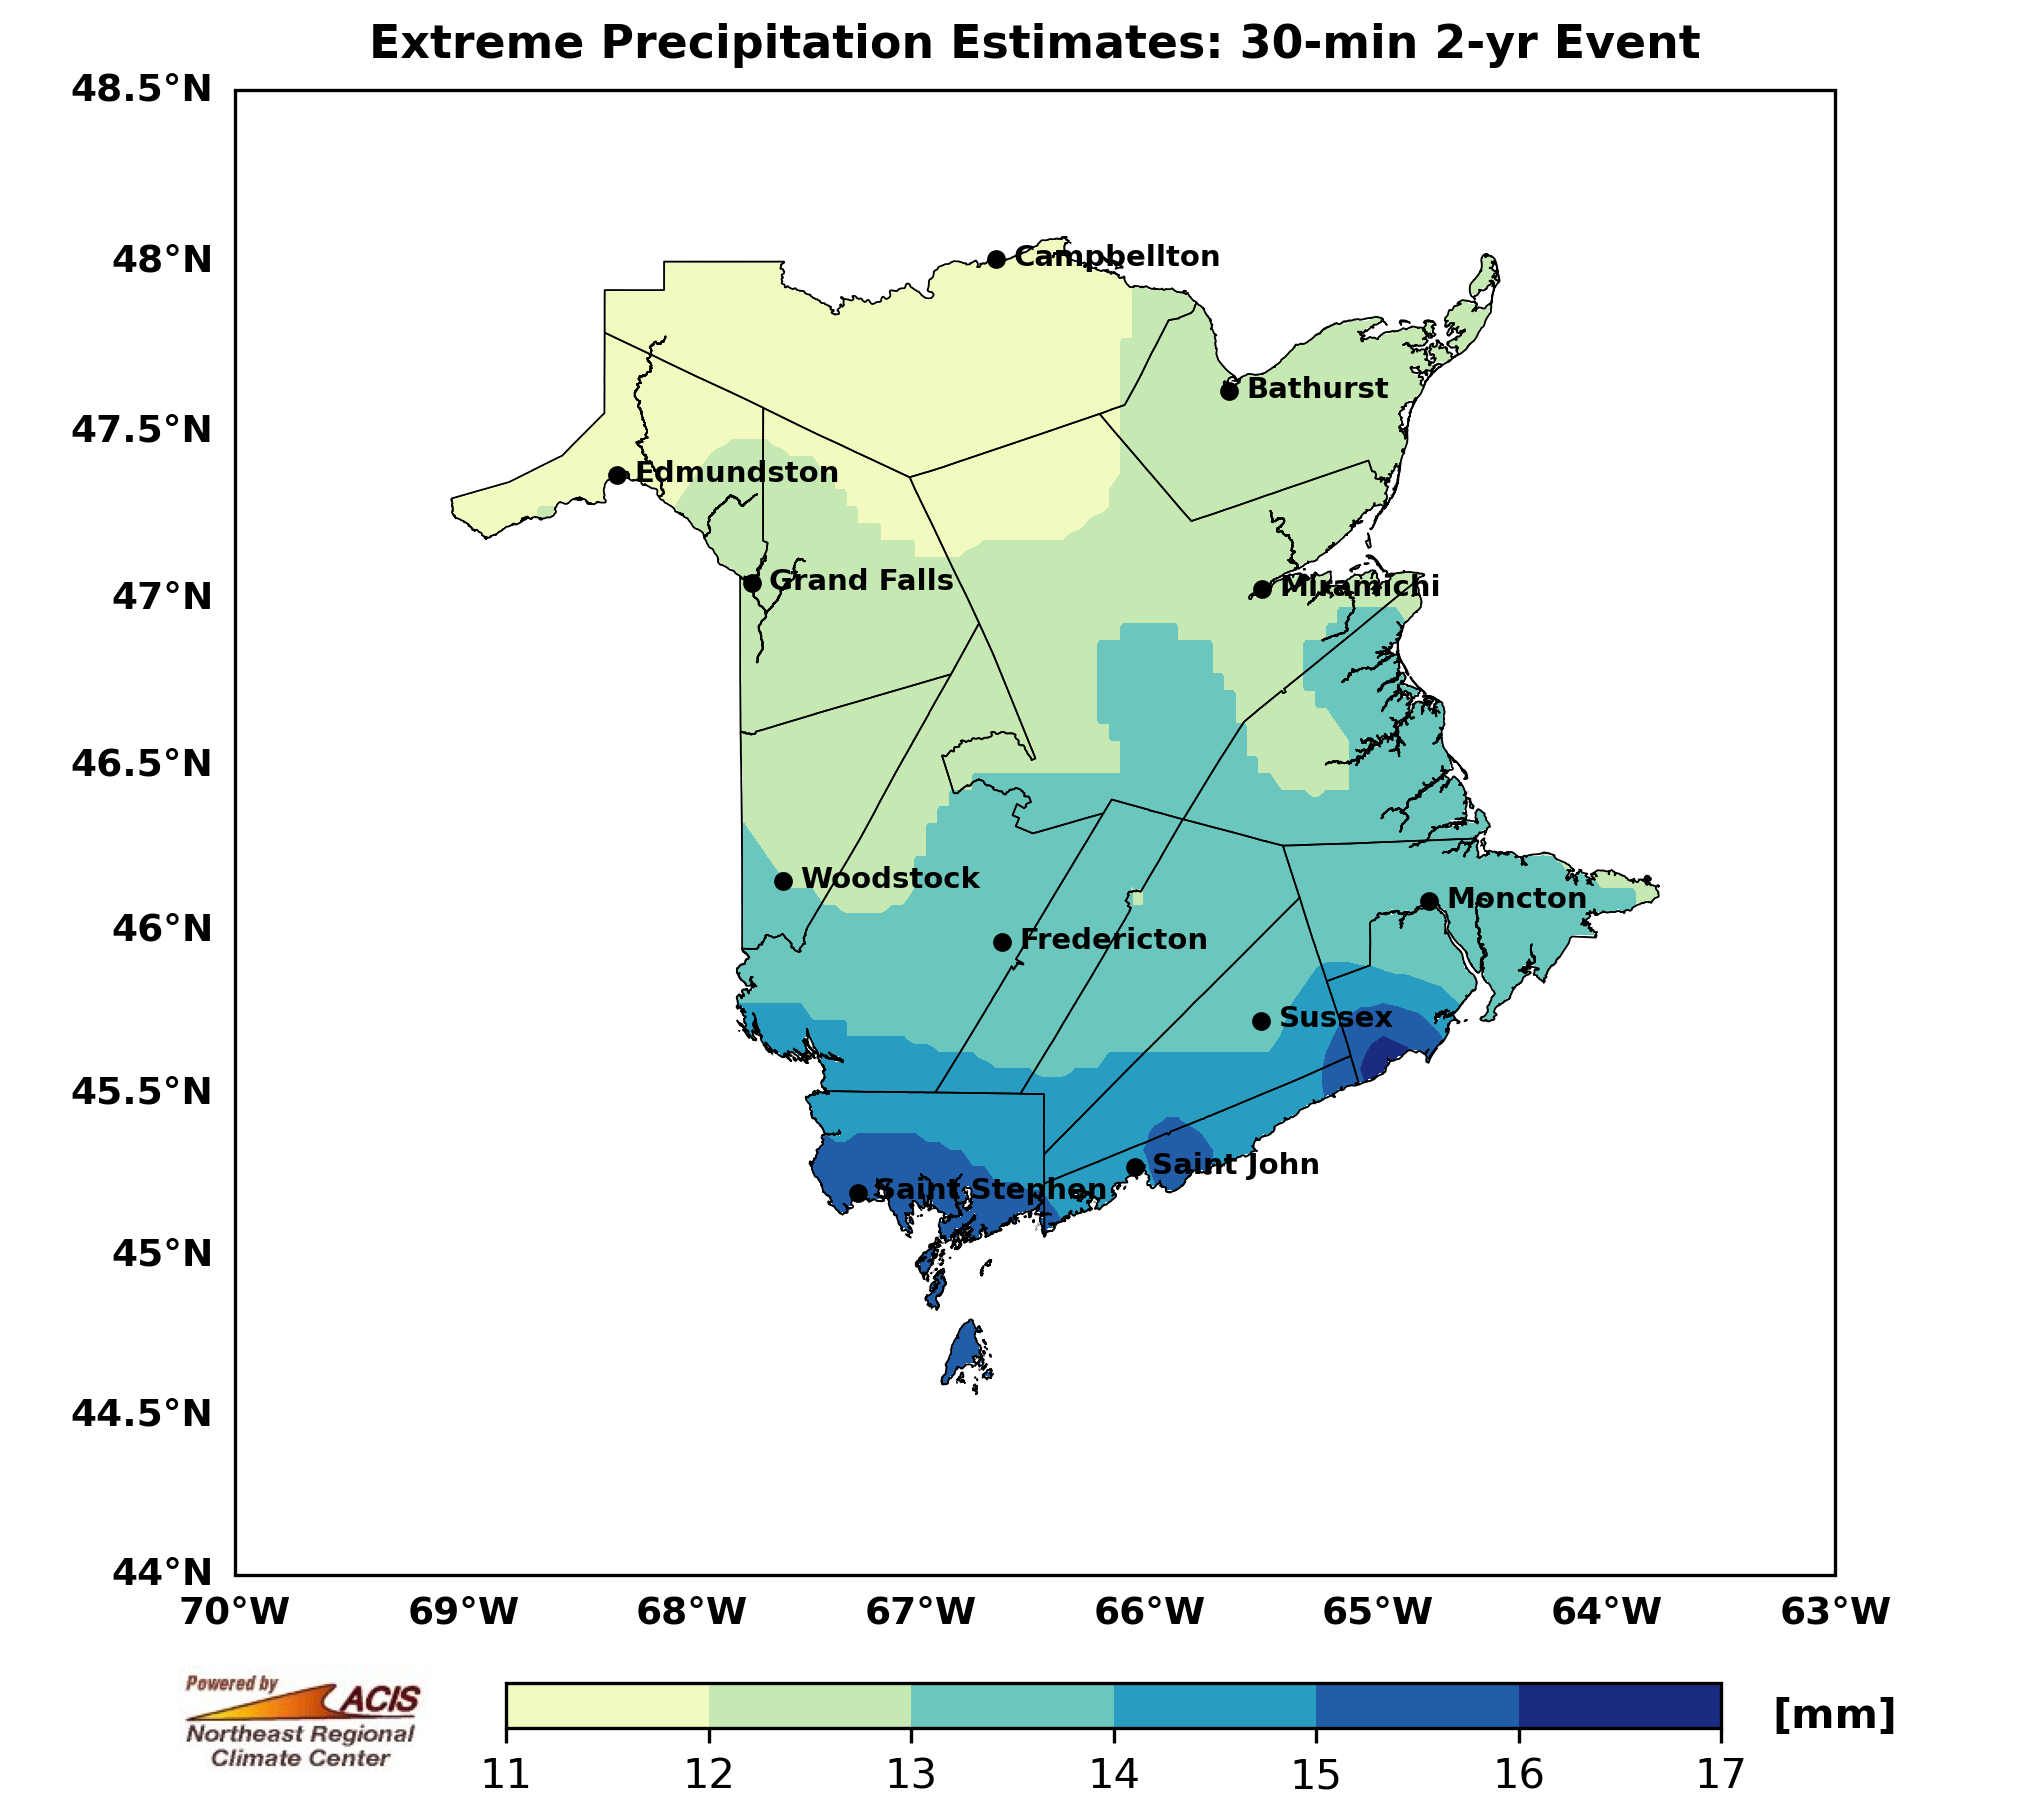 Extreme Precipitation Estimates: 30-min 2-yr Event
48.5°N
48°N
47.5°N
47°N
46.5°N
46°N
45.5°N
45°N
44.5°N
44°N
Campbellton
Bathurst
Edmundston
Grand Falls
Miramichi
Woodstock
Moncton
Fredericton
Sussex
Saint John
Saint Stephen
70°W 69°W 68°W 67°W 66°W 65°W 64°W 63°W
Powered by
ACIS
Northeast Regional
Climate Center
[mm]
11 12 13 14 15 16 17